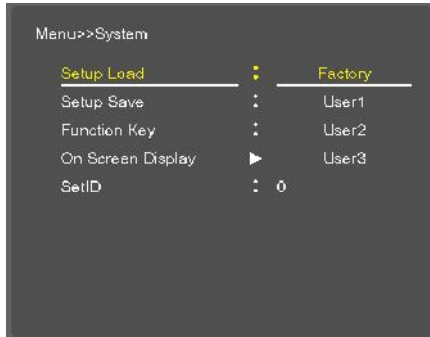 Menu>>System
Setup Load : Factory
Setup Save : User1
Function Key : User2
On Screen Display ▶ User3
SetID : 0